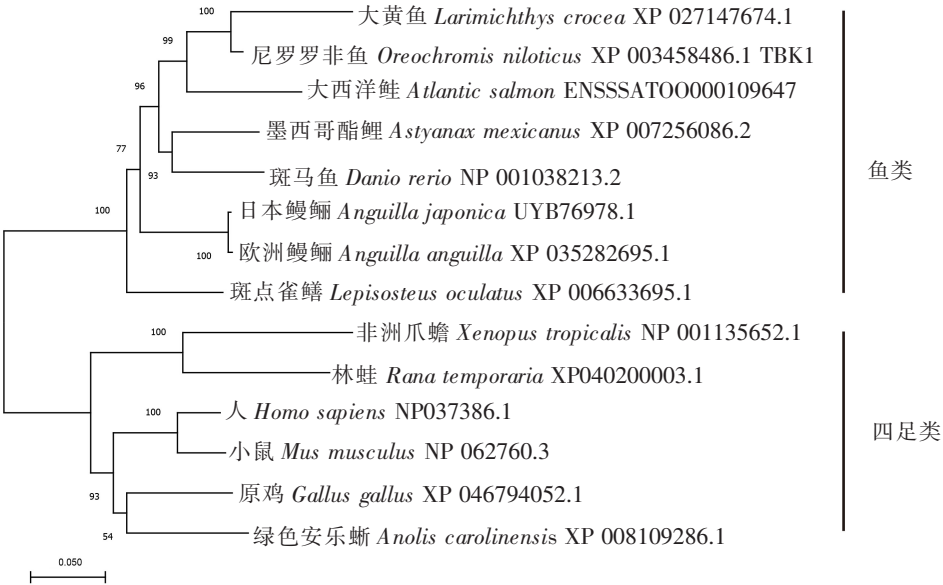 100
大黄鱼 Larimichthys crocea XP 027147674.1
99
尼罗罗非鱼 Oreochromis niloticus XP 003458486.1 TBK1
96
大西洋鲑 Atlantic salmon ENSSSATOO000109647
墨西哥酯鲤 Astyanax mexicanus XP 007256086.2
77
93
斑马鱼 Danio rerio NP 001038213.2
鱼类
100
日本鳗鲡 Anguilla japonica UYB76978.1
100
欧洲鳗鲡 Anguilla anguilla XP 035282695.1
斑点雀鳝 Lepisosteus oculatus XP 006633695.1
100
非洲爪蟾 Xenopus tropicalis NP 001135652.1
林蛙 Rana temporaria XP040200003.1
100
人 Homo sapiens NP037386.1
四足类
小鼠 Mus musculus NP 062760.3
93
原鸡 Gallus gallus XP 046794052.1
54
绿色安乐蜥 Anolis carolinensis XP 008109286.1
0.050